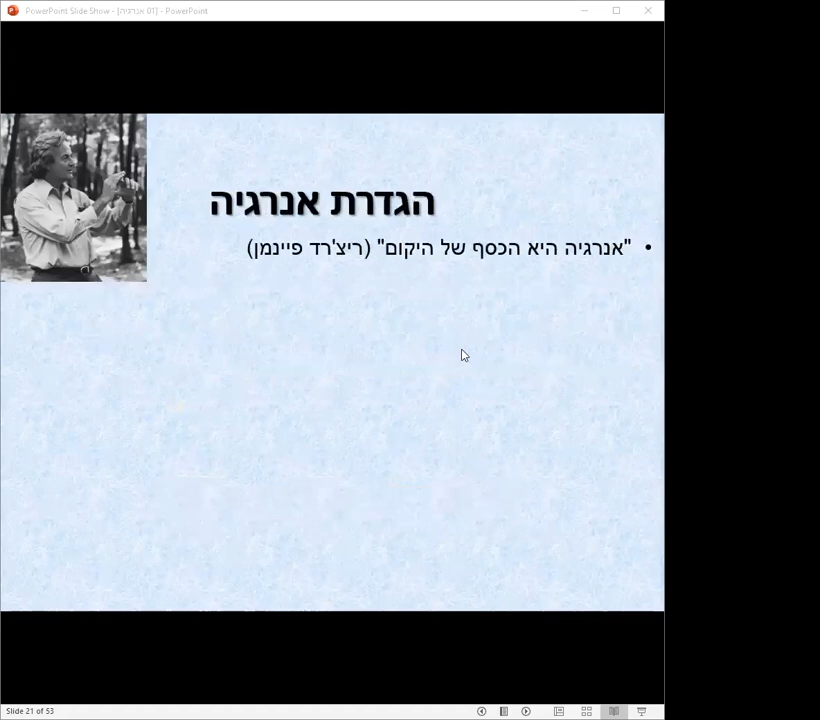 PowerPoint Slide Show - [אנרגיה 01] - PowerPoint
הגדרת אנרגיה
• "אנרגיה היא הכסף של היקום" (ריצ'רד פיינמן)
Slide 21 of 53